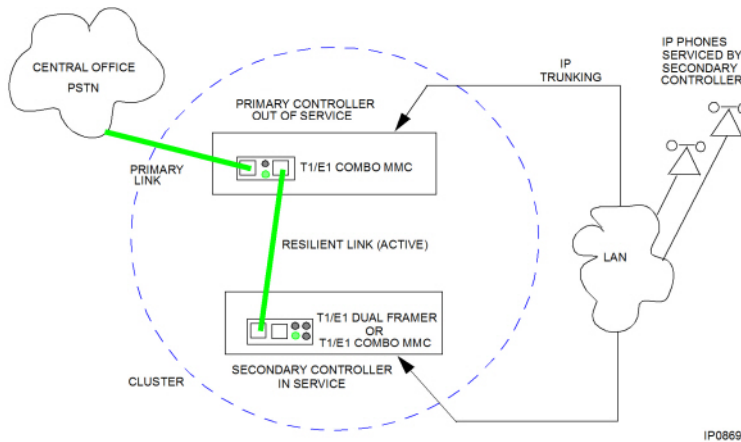 CENTRAL OFFICE
PSTN
IP
TRUNKING
IP PHONES
SERVICED BY
SECONDARY
CONTROLLER
PRIMARY CONTROLLER
OUT OF SERVICE
T1/E1 COMBO MMC
PRIMARY
LINK
RESILIENT LINK (ACTIVE)
LAN
T1/E1 DUAL FRAMER
OR
T1/E1 COMBO MMC
SECONDARY CONTROLLER
IN SERVICE
CLUSTER
IP0869